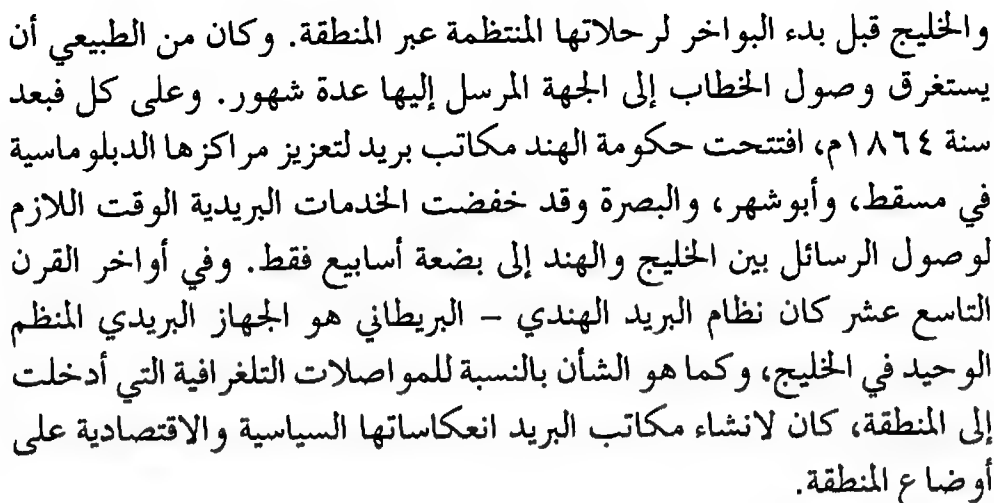 والخليج قبل بدء البواخر لرحلاتها المنتظمة عبر المنطقة. وكان من الطبيعي أن
يستغرق وصول الخطاب إلى الجهة المرسل إليها عدة شهور. وعلى كل فبعد
سنة ١٨٦٤م، افتتحت حكومة الهند مكاتب بريد لتعزيز مراكزها الدبلوماسية
في مسقط، وأبوشهر، والبصرة وقد خفضت الخدمات البريدية الوقت اللازم
لوصول الرسائل بين الخليج والهند إلى بضعة أسابيع فقط. وفي أواخر القرن
التاسع عشر كان نظام البريد الهندي – البريطاني هو الجهاز البريدي المنظم
الوحيد في الخليج، وكما هو الشأن بالنسبة للمواصلات التلغرافية التي أدخلت
إلى المنطقة، كان لانشاء مكاتب البريد انعكاساتها السياسية والاقتصادية على
أوضاع المنطقة.